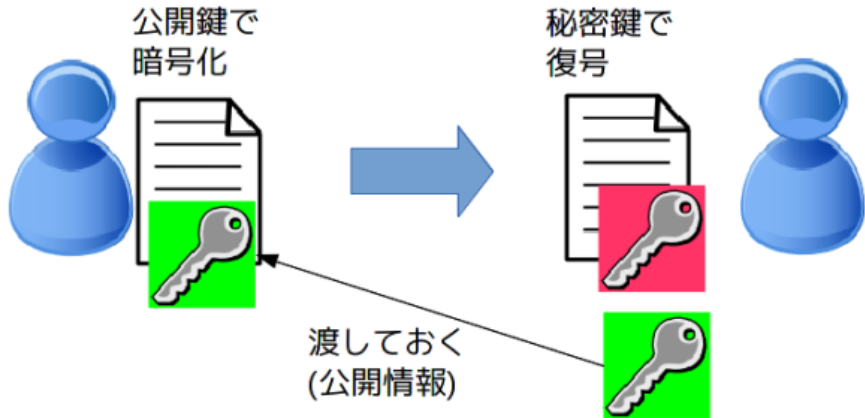 公開鍵で
暗号化
秘密鍵で
復号
渡しておく
(公開情報)